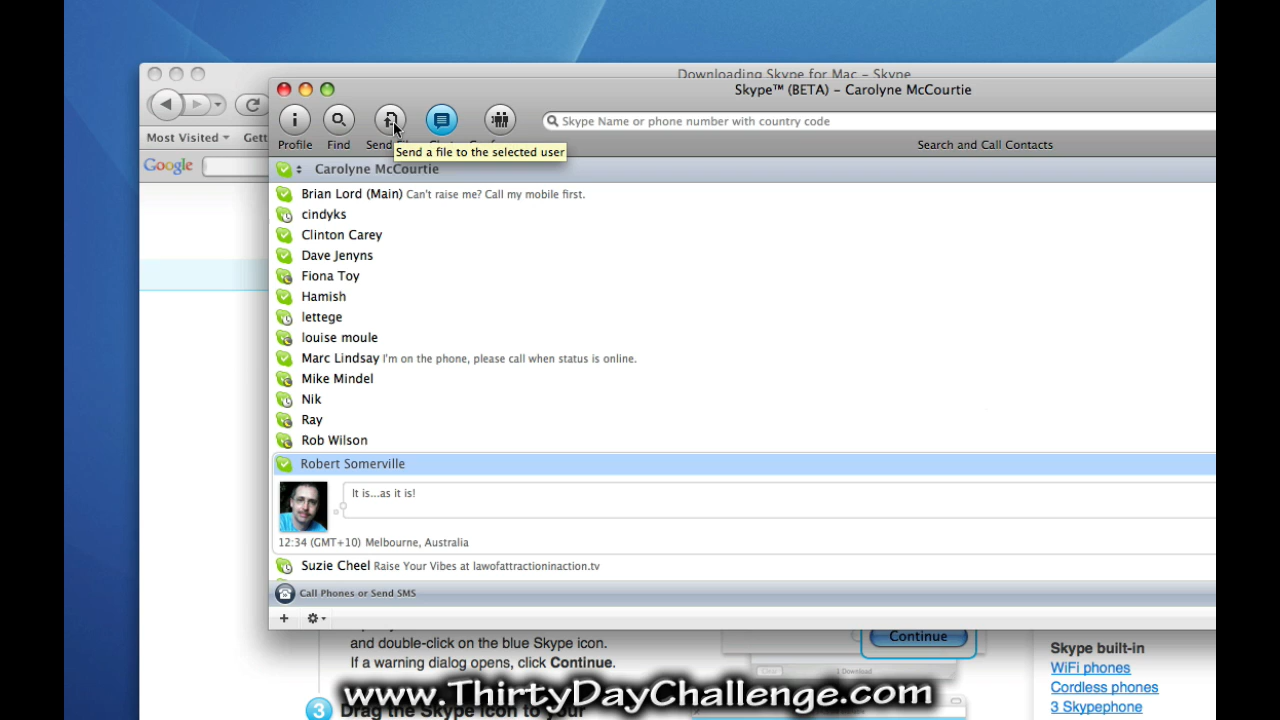 Downloading Skype for Mac – Skype
Skype™ (BETA) – Carolyne McCourtie
Skype Name or phone number with country code
Most Visited
Profile
Find
Send
Search and Call Contacts
Send a file to the selected user
Google
Carolyne McCourtie
Brian Lord (Main) Can't raise me? Call my mobile first.
cindyks
Clinton Carey
Dave Jenyns
Fiona Toy
Hamish
lettege
louise moule
Marc Lindsay I'm on the phone, please call when status is online.
Mike Mindel
Nik
Ray
Rob Wilson
Robert Somerville
It is...as it is!
12:34 (GMT+10) Melbourne, Australia
Suzie Cheel Raise Your Vibes at lawofattractioninaction.tv
Call Phones or Send SMS
and double-click on the blue Skype icon.
If a warning dialog opens, click Continue.
Continue
Skype built-in
WiFi phones
Cordless phones
3 Skypephone
www.ThirtyDayChallenge.com
3 Drag the Skype icon to your